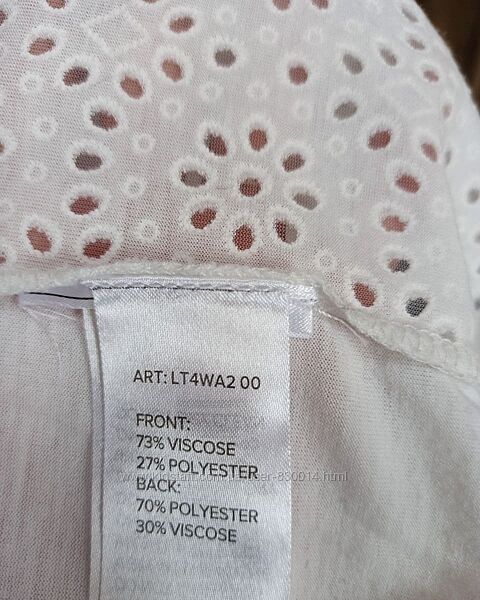 ART: LT4WA2 00
FRONT:
73% VISCOSE
27% POLYESTER
BACK:
70% POLYESTER
30% VISCOSE